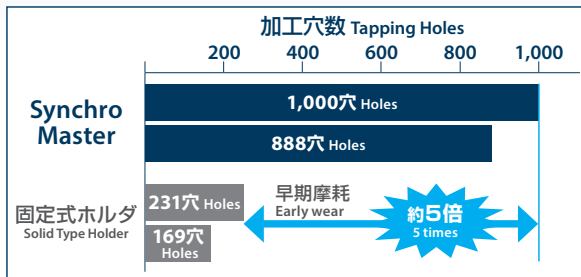 加工穴数 Tapping Holes
200 400 600 800 1,000
Synchro
Master
1,000穴 Holes
888穴 Holes
固定式ホルダ
Solid Type Holder
231穴 Holes
169穴
Holes
早期摩耗
Early wear
約5倍
5 times